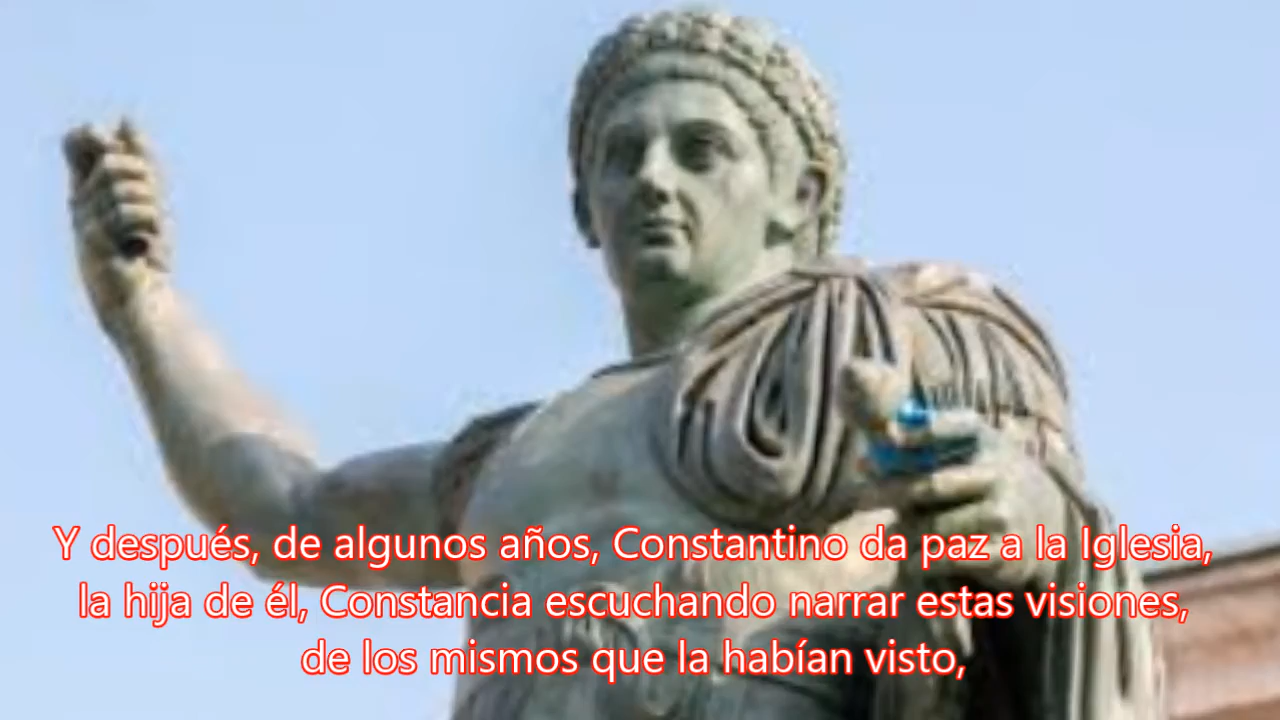 Y después, de algunos años, Constantino da paz a la Iglesia,
la hija de él, Constancia escuchando narrar estas visiones,
de los mismos que la habían visto,